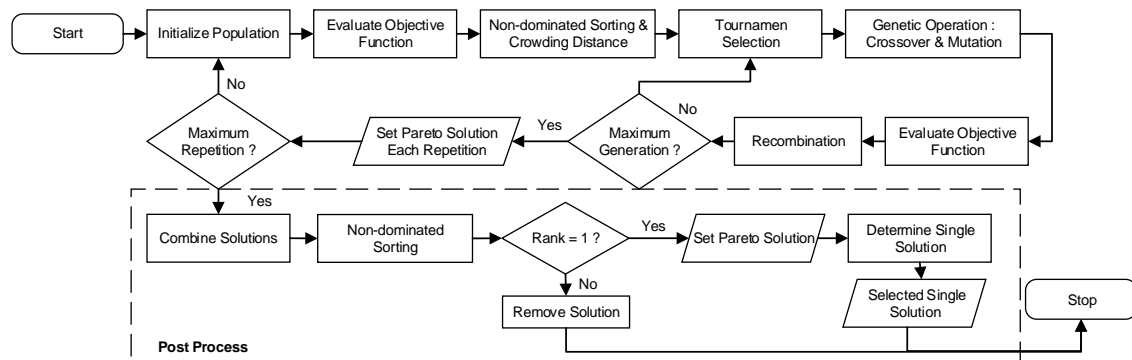 Start
Initialize Population
Evaluate Objective
Function
Non-dominated Sorting &
Crowding Distance
Tournamen
Selection
Genetic Operation :
Crossover & Mutation
No
No
Maximum
Repetition ?
Set Pareto Solution
Each Repetition
Yes
Maximum
Generation ?
Recombination
Evaluate Objective
Function
Yes
Combine Solutions
Non-dominated
Sorting
Rank = 1 ?
Yes
Set Pareto Solution
Determine Single
Solution
No
Remove Solution
Selected Single
Solution
Stop
Post Process